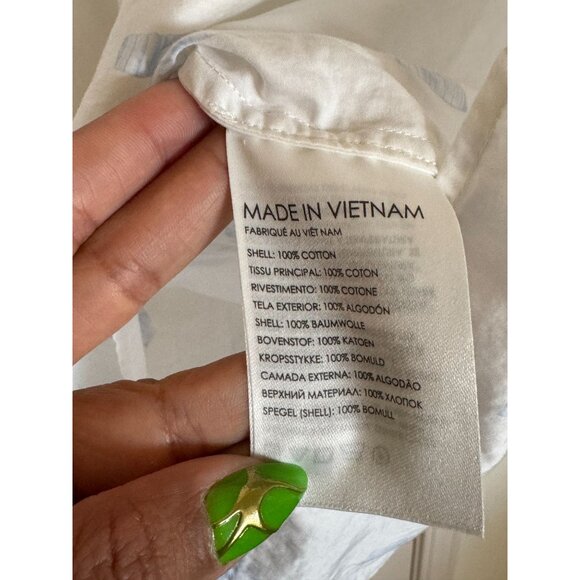 MADE IN VIETNAM
FABRIQUÉ AU VIÊT NAM
SHELL: 100% COTTON
TISSU PRINCIPAL: 100% COTON
RIVESTIMENTO: 100% COTONE
TELA EXTERIOR: 100% ALGODÓN
SHELL: 100% BAUMWOLLE
BOVENSTOF: 100% KATOEN
KROPSSTYKKE: 100% BOMULD
CAMADA EXTERNA: 100% ALGODÃO
ВЕРХНИЙ МАТЕРИАЛ: 100% ХЛОПОК
SPEGEL (SHELL): 100% BOMULL